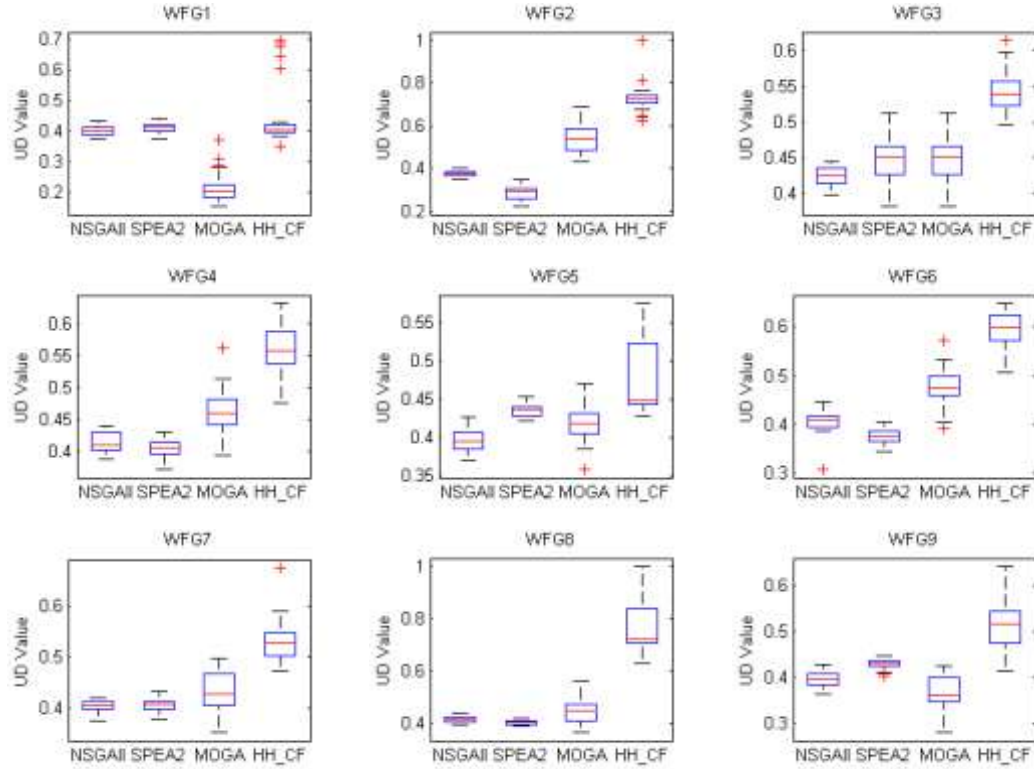 WFG1
UD Value
0.7
0.6
0.5
0.4
0.3
0.2
NSGAII SPEA2 MOGA HH_CF
WFG2
UD Value
1
0.8
0.6
0.4
0.2
NSGAII SPEA2 MOGA HH_CF
WFG3
UD Value
0.6
0.55
0.5
0.45
0.4
NSGAII SPEA2 MOGA HH_CF
WFG4
UD Value
0.6
0.55
0.5
0.45
0.4
NSGAII SPEA2 MOGA HH_CF
WFG5
UD Value
0.55
0.5
0.45
0.4
0.35
NSGAII SPEA2 MOGA HH_CF
WFG6
UD Value
0.6
0.5
0.4
0.3
NSGAII SPEA2 MOGA HH_CF
WFG7
UD Value
0.6
0.5
0.4
NSGAII SPEA2 MOGA HH_CF
WFG8
UD Value
1
0.8
0.6
0.4
NSGAII SPEA2 MOGA HH_CF
WFG9
UD Value
0.6
0.5
0.4
0.3
NSGAII SPEA2 MOGA HH_CF